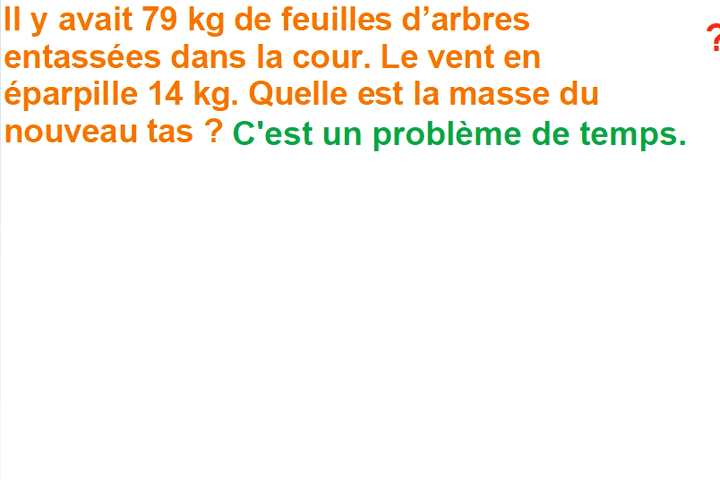 Il y avait 79 kg de feuilles d’arbres
?
entassées dans la cour. Le vent en
éparpille 14 kg. Quelle est la masse du
nouveau tas ? C'est un problème de temps.